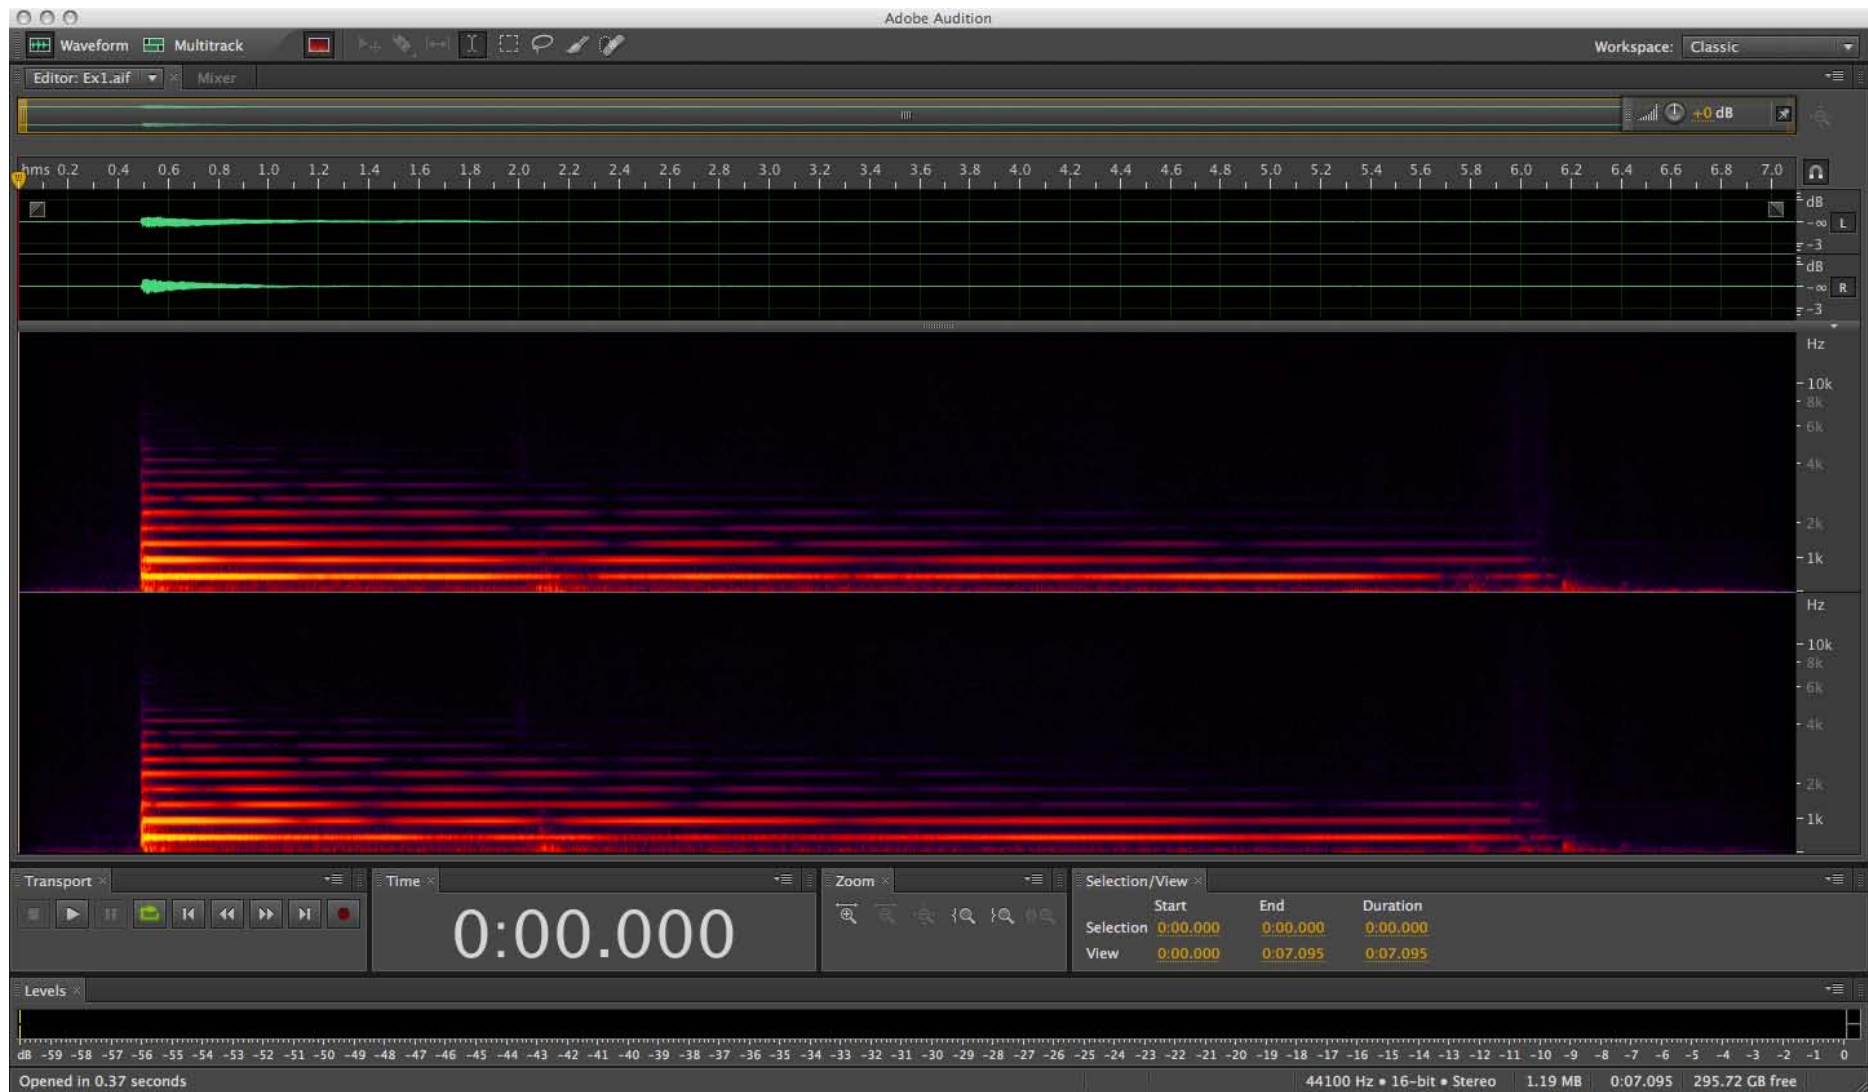 Adobe Audition
Waveform Multitrack Workspace: Classic
Editor: Ex1.aif Mixer
+0 dB
hms 0.2 0.4 0.6 0.8 1.0 1.2 1.4 1.6 1.8 2.0 2.2 2.4 2.6 2.8 3.0 3.2 3.4 3.6 3.8 4.0 4.2 4.4 4.6 4.8 5.0 5.2 5.4 5.6 5.8 6.0 6.2 6.4 6.6 6.8 7.0
dB
-∞ L
-3
dB
-∞ R
-3
Hz
10k
8k
6k
4k
2k
1k
Hz
10k
8k
6k
4k
2k
1k
Transport Time Zoom Selection/View
Start End Duration
Selection 0:00.000 0:00.000 0:00.000
View 0:00.000 0:07.095 0:07.095
0:00.000
Levels
dB -59 -58 -57 -56 -55 -54 -53 -52 -51 -50 -49 -48 -47 -46 -45 -44 -43 -42 -41 -40 -39 -38 -37 -36 -35 -34 -33 -32 -31 -30 -29 -28 -27 -26 -25 -24 -23 -22 -21 -20 -19 -18 -17 -16 -15 -14 -13 -12 -11 -10 -9 -8 -7 -6 -5 -4 -3 -2 -1 0
Opened in 0.37 seconds 44100 Hz • 16-bit • Stereo 1.19 MB 0:07.095 295.72 GB free